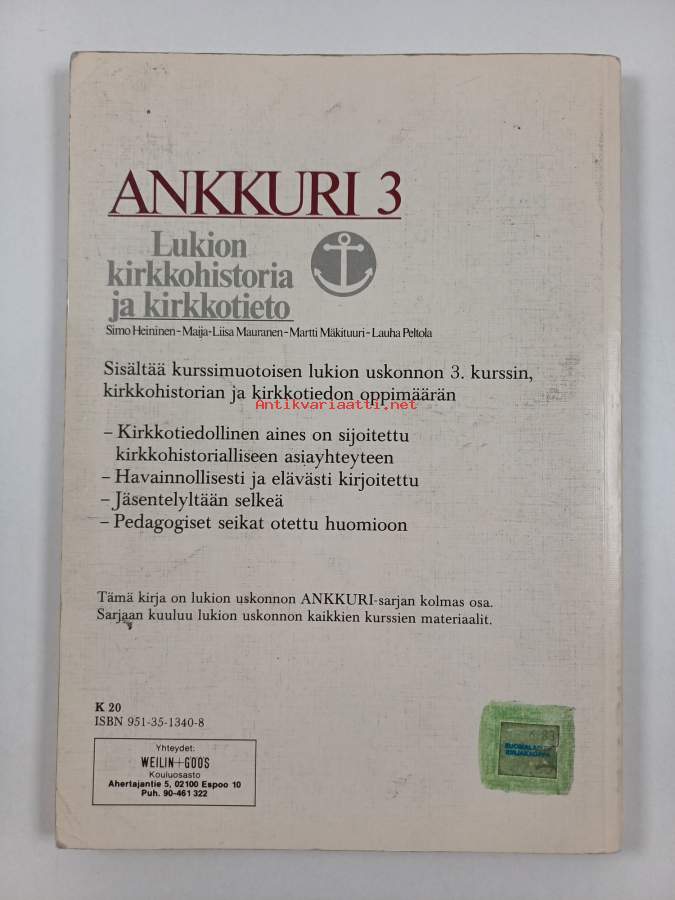 ANKKURI 3
Lukion
kirkkohistoria
ja kirkkotieto
Simo Heininen–Maija-Liisa Mauranen–Martti Mäkituuri–Lauha Peltola
Sisältää kurssimuotoisen lukion uskonnon 3. kurssin,
kirkkohistorian ja kirkkotiedon oppimäärän
Antikvariaatti.net
– Kirkkotiedollinen aines on sijoitettu
kirkkohistorialliseen asiayhteyteen
– Havainnollisesti ja elävästi kirjoitettu
– Jäsentelyltään selkeä
– Pedagogiset seikat otettu huomioon
Tämä kirja on lukion uskonnon ANKKURI-sarjan kolmas osa.
Sarjaan kuuluu lukion uskonnon kaikkien kurssien materiaalit.
K 20
ISBN 951-35-1340-8
Yhteydet:
WEILIN+GÖÖS
Kouluosasto
Ahertajantie 5, 02100 Espoo 10
Puh. 90-461 322
SUOMALAINEN
KIRJAKAUPPA